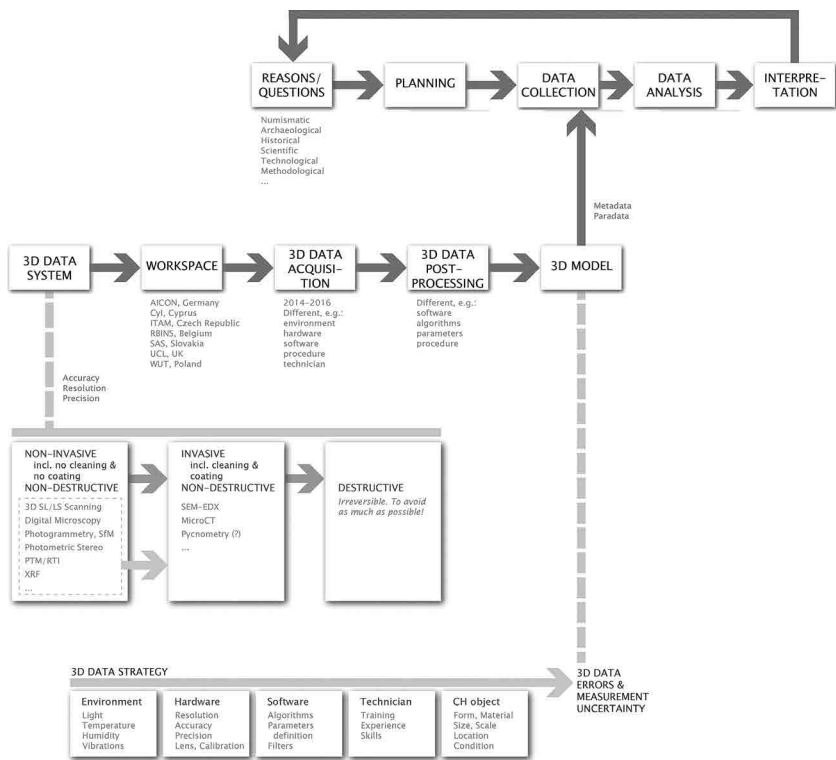 REASONS/
QUESTIONS
PLANNING
DATA
COLLECTION
DATA
ANALYSIS
INTERPRE-
TATION
Numismatic
Archaeological
Historical
Scientific
Technological
Methodological
...
Metadata
Paradata
3D DATA
SYSTEM
WORKSPACE
3D DATA
ACQUISI-
TION
3D DATA
POST-
PROCESSING
3D MODEL
AICON, Germany
CyI, Cyprus
ITAM, Czech Republic
RBINS, Belgium
SAS, Slovakia
UCL, UK
WUT, Poland
2014-2016
Different, e.g.:
environment
hardware
software
procedure
technician
Different, e.g.:
software
algorithms
parameters
procedure
Accuracy
Resolution
Precision
NON-INVASIVE
incl. no cleaning &
no coating
NON-DESTRUCTIVE
3D SL/LS Scanning
Digital Microscopy
Photogrammetry, SfM
Photometric Stereo
PTM/RTI
XRF
...
INVASIVE
incl. cleaning &
coating
NON-DESTRUCTIVE
SEM-EDX
MicroCT
Pycnometry (?)
...
DESTRUCTIVE
Irreversible. To avoid
as much as possible!
3D DATA STRATEGY
3D DATA
ERRORS &
MEASUREMENT
UNCERTAINTY
Environment
Light
Temperature
Humidity
Vibrations
Hardware
Resolution
Accuracy
Precision
Lens, Calibration
Software
Algorithms
Parameters
definition
Filters
Technician
Training
Experience
Skills
CH object
Form, Material
Size, Scale
Location
Condition